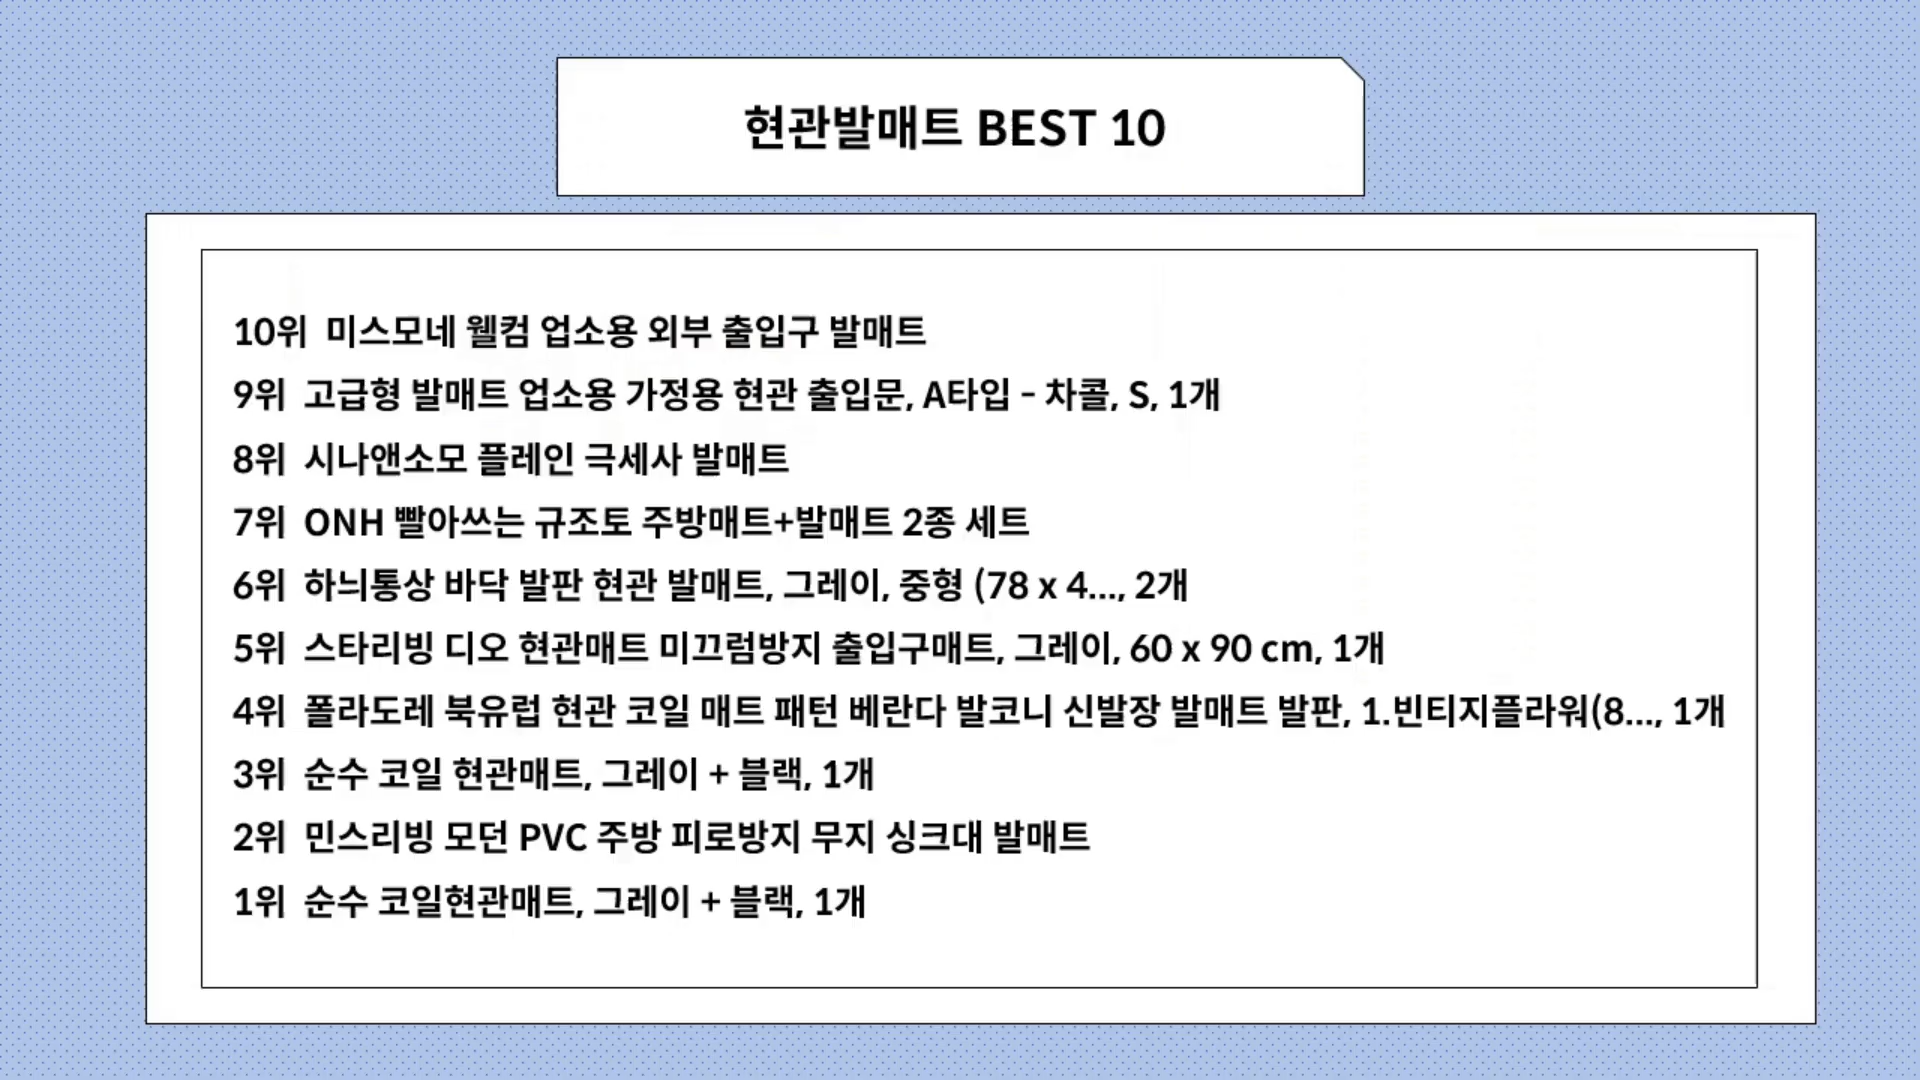 현관발매트 BEST 10
10위 미스모네 웰컴 업소용 외부 출입구 발매트
9위 고급형 발매트 업소용 가정용 현관 출입문, A타입 - 차콜, S, 1개
8위 시나앤소모 플레인 극세사 발매트
7위 ONH 빨아쓰는 규조토 주방매트+발매트 2종 세트
6위 하늬통상 바닥 발판 현관 발매트, 그레이, 중형 (78 x 4..., 2개
5위 스타리빙 디오 현관매트 미끄럼방지 출입구매트, 그레이, 60 x 90 cm, 1개
4위 폴라도레 북유럽 현관 코일 매트 패턴 베란다 발코니 신발장 발매트 발판, 1.빈티지플라워(8..., 1개
3위 순수 코일 현관매트, 그레이 + 블랙, 1개
2위 민스리빙 모던 PVC 주방 피로방지 무지 싱크대 발매트
1위 순수 코일현관매트, 그레이 + 블랙, 1개